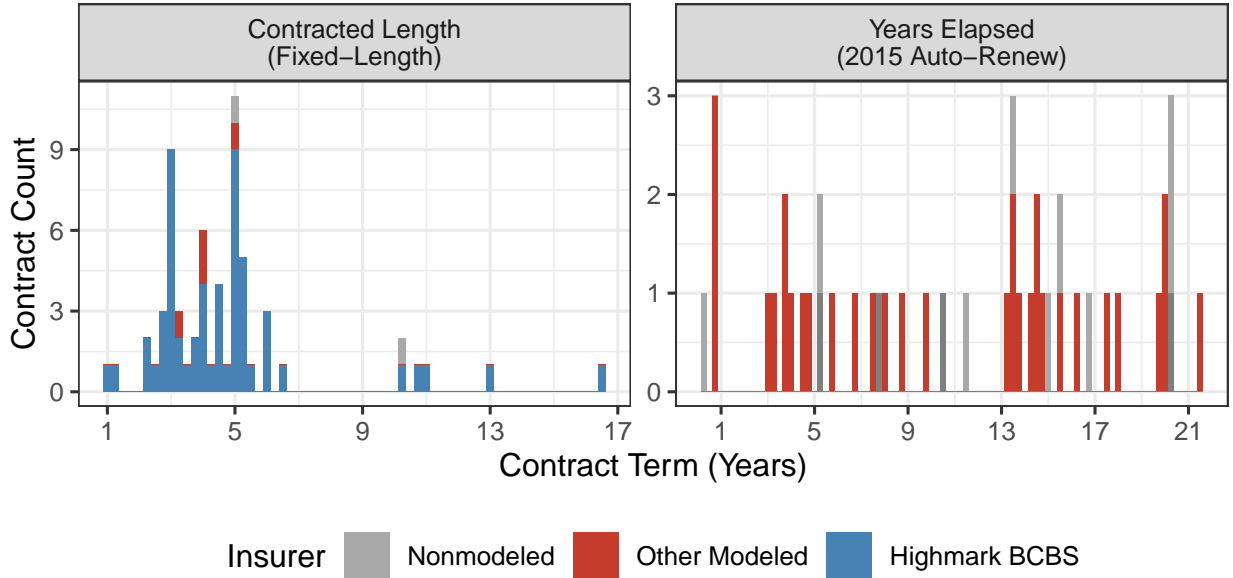 Contracted Length
(Fixed−Length)
Years Elapsed
(2015 Auto−Renew)
Contract Count
9
6
3
0
3
2
1
0
1 5 9 13 17
1 5 9 13 17 21
Contract Term (Years)
Insurer Nonmodeled Other Modeled Highmark BCBS